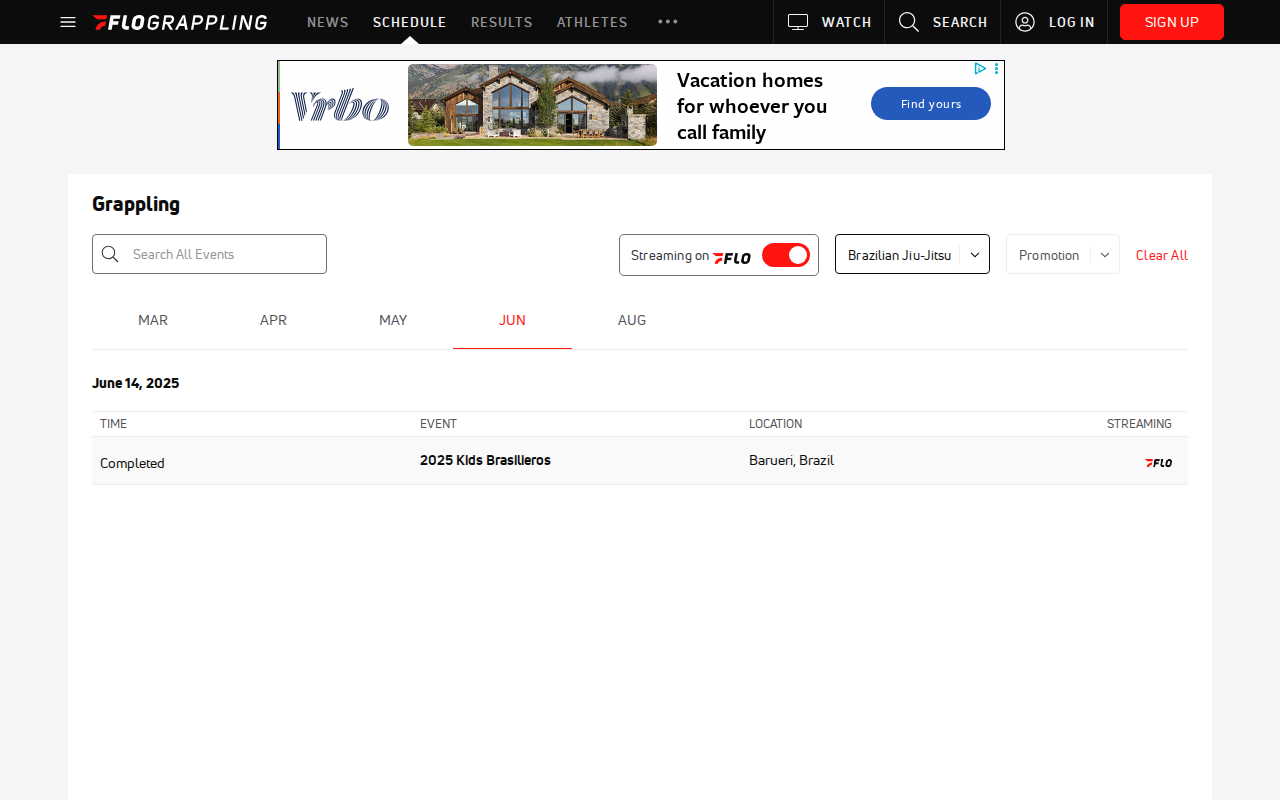 FLOGRAPPLING NEWS SCHEDULE RESULTS ATHLETES WATCH SEARCH LOG IN SIGN UP
Vrbo
Vacation homes
for whoever you
call family
Find yours
Grappling
Search All Events
Streaming on FLO
Brazilian Jiu-Jitsu
Promotion
Clear All
MAR APR MAY JUN AUG
June 14, 2025
TIME EVENT LOCATION STREAMING
Completed 2025 Kids Brasilieros Barueri, Brazil FLO